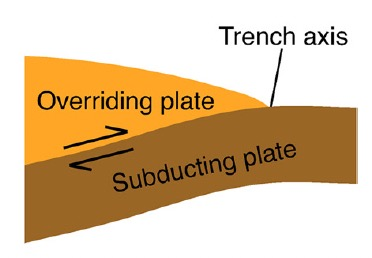 Trench axis
Overriding plate
Subducting plate